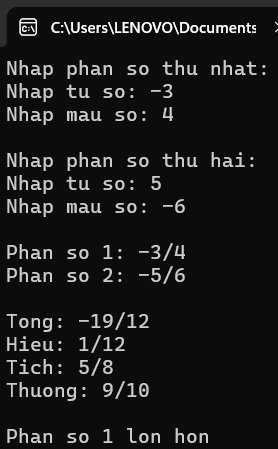 C:\Users\LENOVO\Documents
Nhap phan so thu nhat:
Nhap tu so: -3
Nhap mau so: 4
Nhap phan so thu hai:
Nhap tu so: 5
Nhap mau so: -6
Phan so 1: -3/4
Phan so 2: -5/6
Tong: -19/12
Hieu: 1/12
Tich: 5/8
Thuong: 9/10
Phan so 1 lon hon